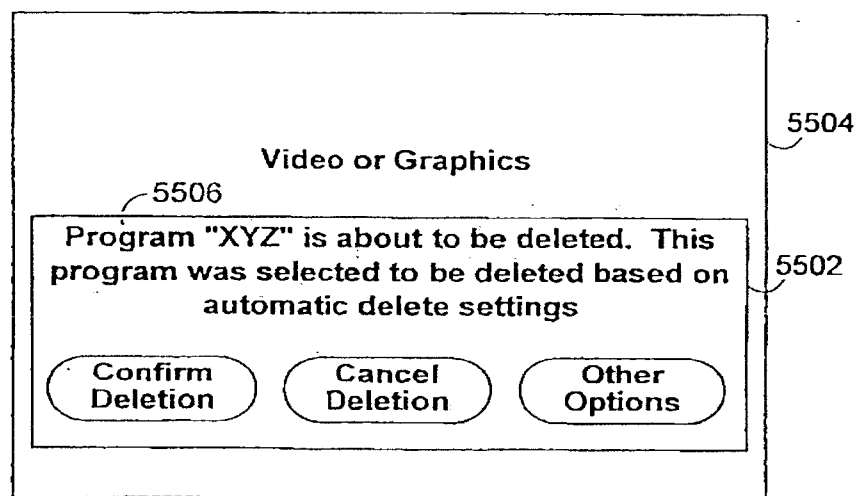 5504
Video or Graphics
5506
Program "XYZ" is about to be deleted. This
program was selected to be deleted based on
automatic delete settings
5502
Confirm
Deletion
Cancel
Deletion
Other
Options